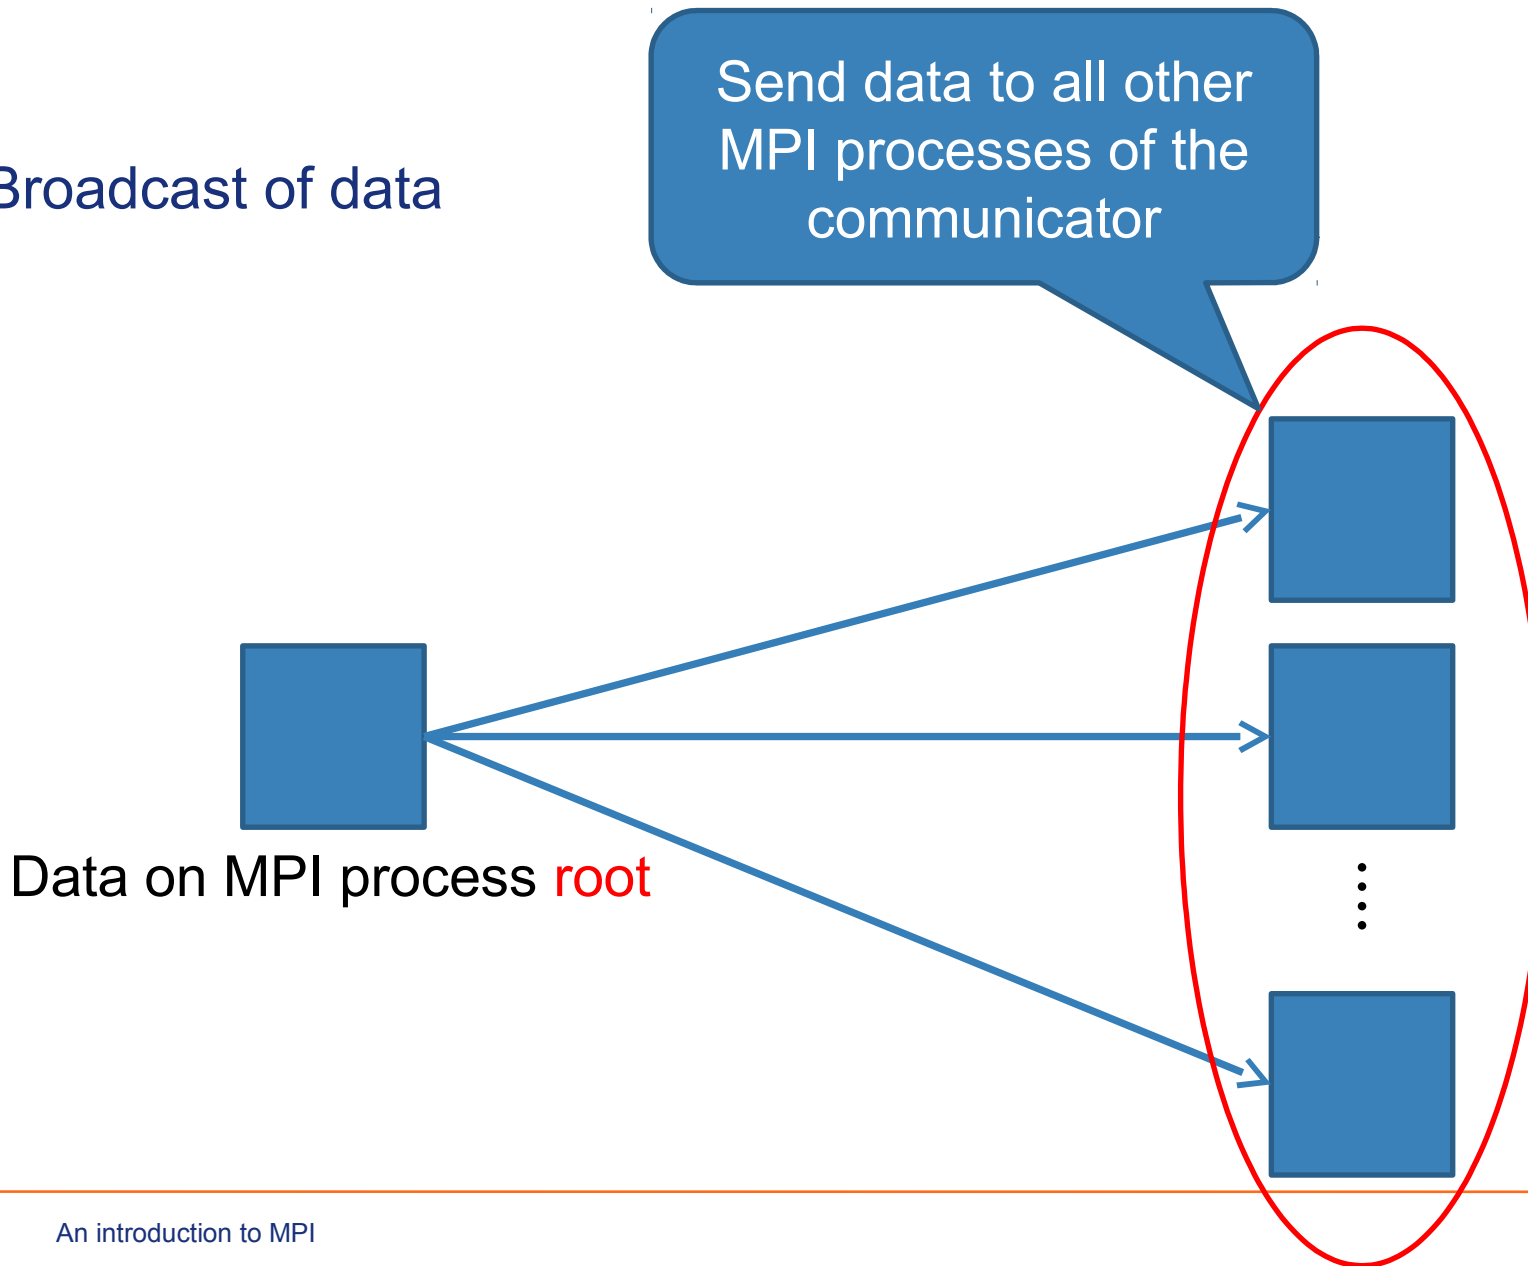 Send data to all other
MPI processes of the
communicator
Broadcast of data
Data on MPI process root
An introduction to MPI